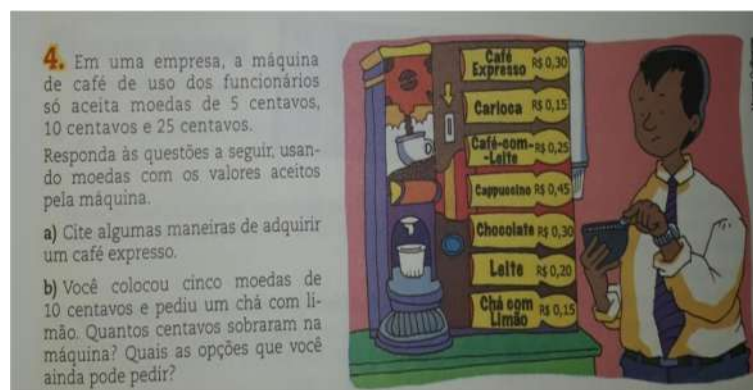 4. Em uma empresa, a máquina
de café de uso dos funcionários
só aceita moedas de 5 centavos,
10 centavos e 25 centavos.
Responda às questões a seguir, usan-
do moedas com os valores aceitos
pela máquina.
a) Cite algumas maneiras de adquirir
um café expresso.
b) Você colocou cinco moedas de
10 centavos e pediu um chá com li-
mão. Quantos centavos sobraram na
máquina? Quais as opções que você
ainda pode pedir?
Café
Expresso R$ 0,30
Carioca R$ 0,15
Café-com-
-Leite R$ 0,25
Cappuccino R$ 0,45
Chocolate R$ 0,30
Leite R$ 0,20
Chá com
Limão R$ 0,15